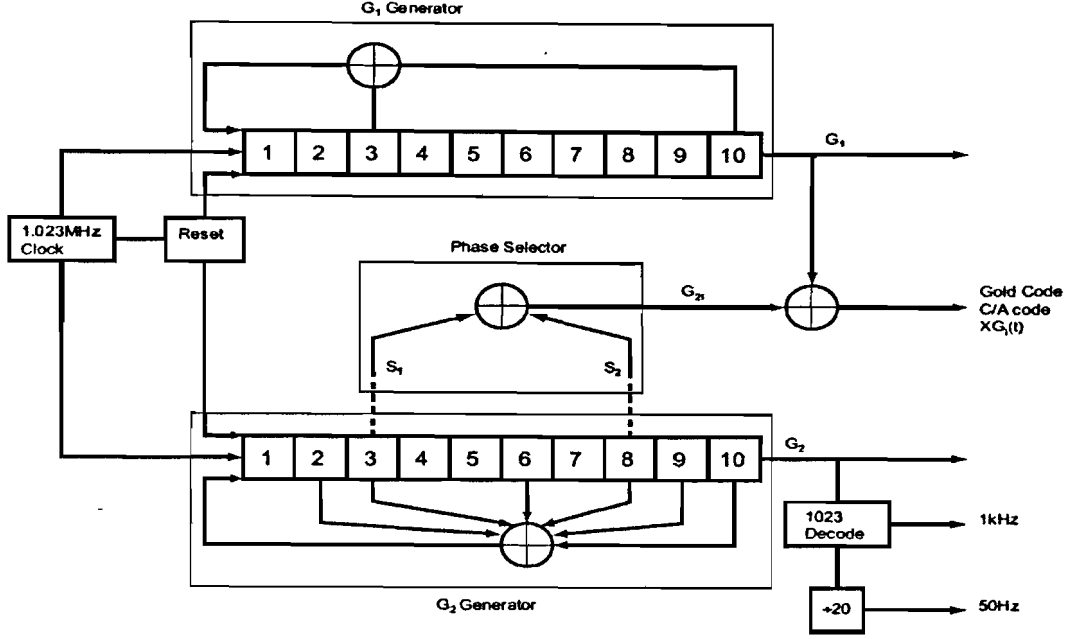 G₁ Generator
1 2 3 4 5 6 7 8 9 10
G₁
1.023MHz
Clock
Reset
Phase Selector
G₂ᵢ
Gold Code
C/A code
XGᵢ(t)
S₁
S₂
1 2 3 4 5 6 7 8 9 10
G₂
1023
Decode
1kHz
G₂ Generator
÷20
50Hz